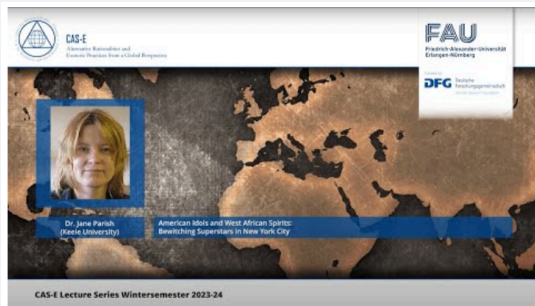 CAS-E
Alternative Rationalities and
Esoteric Practices from a Global Perspective
FAU
Friedrich-Alexander-Universität
Erlangen-Nürnberg
DFG Deutsche
Forschungsgemeinschaft
Dr. Jane Parish
(Keele University)
American Idols and West African Spirits:
Bewitching Superstars in New York City
CAS-E Lecture Series Wintersemester 2023-24